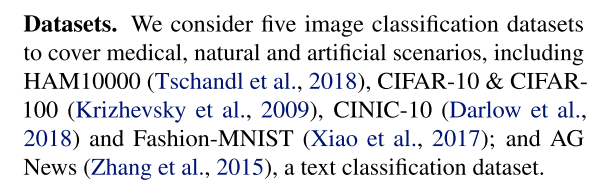 Datasets. We consider five image classification datasets
to cover medical, natural and artificial scenarios, including
HAM10000 (Tschandl et al., 2018), CIFAR-10 & CIFAR-
100 (Krizhevsky et al., 2009), CINIC-10 (Darlow et al.,
2018) and Fashion-MNIST (Xiao et al., 2017); and AG
News (Zhang et al., 2015), a text classification dataset.